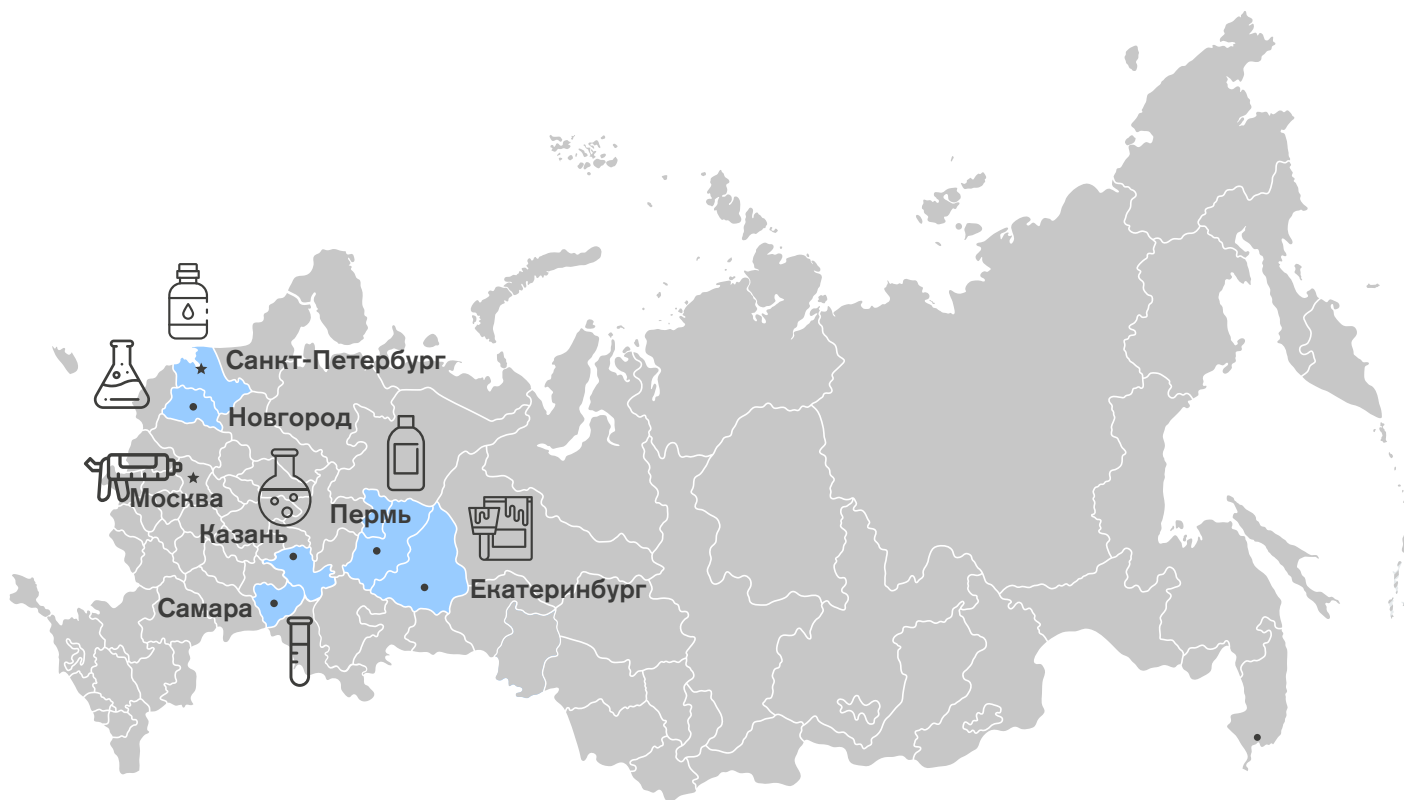 Санкт-Петербург
Новгород
Москва
Пермь
Казань
Екатеринбург
Самара